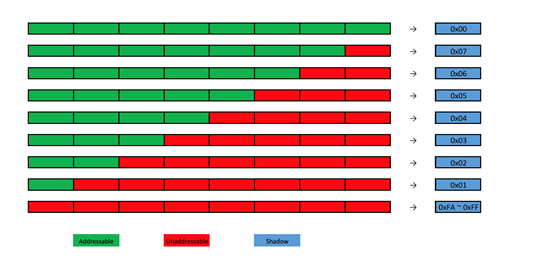 → 0x00
→ 0x07
→ 0x06
→ 0x05
→ 0x04
→ 0x03
→ 0x02
→ 0x01
→ 0xFA ~ 0xFF
Addressable Unaddressable Shadow